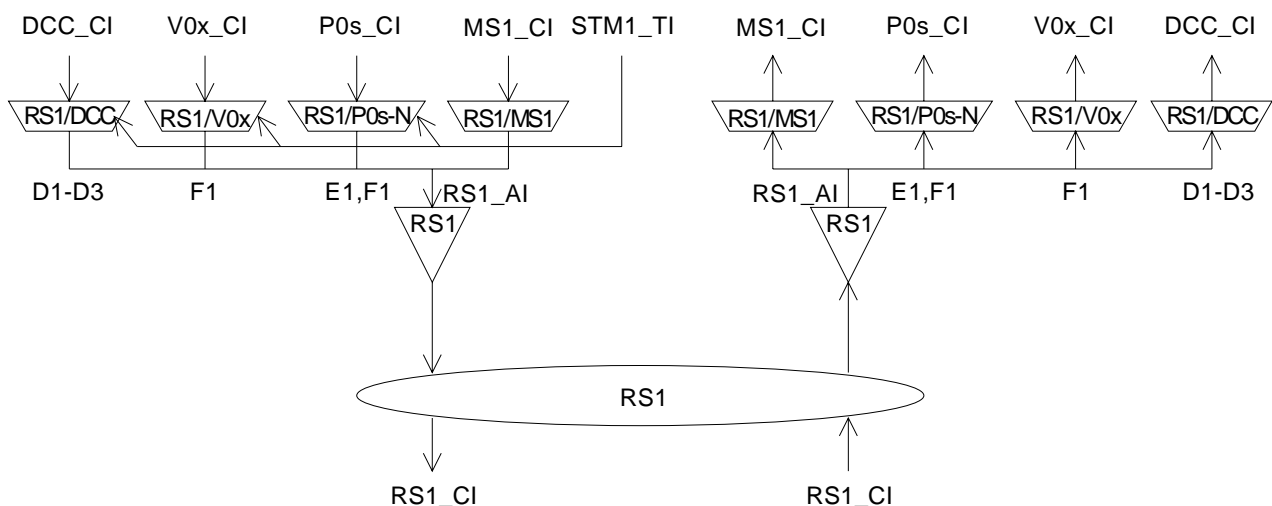 DCC_CI V0x_CI P0s_CI MS1_CI STM1_TI MS1_CI P0s_CI V0x_CI DCC_CI
RS1/DCC RS1/V0x RS1/P0s-N RS1/MS1 RS1/MS1 RS1/P0s-N RS1/V0x RS1/DCC
D1-D3 F1 E1,F1 RS1_AI RS1_AI E1,F1 F1 D1-D3
RS1 RS1
RS1
RS1_CI RS1_CI